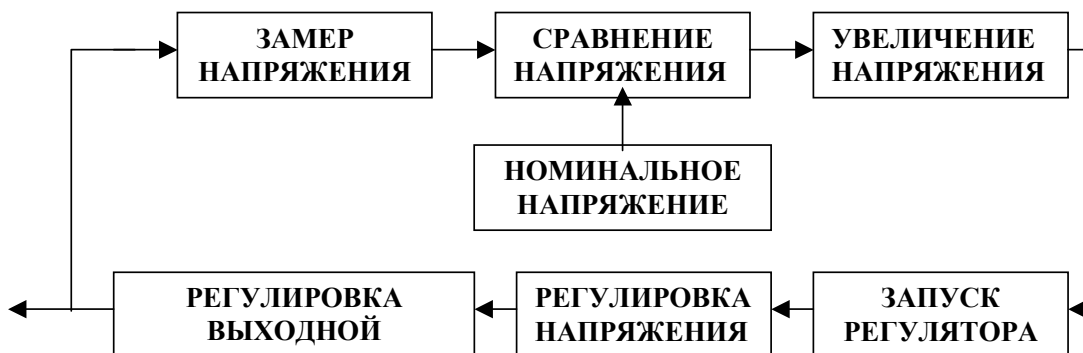 ЗАМЕР
НАПРЯЖЕНИЯ
СРАВНЕНИЕ
НАПРЯЖЕНИЯ
УВЕЛИЧЕНИЕ
НАПРЯЖЕНИЯ
НОМИНАЛЬНОЕ
НАПРЯЖЕНИЕ
РЕГУЛИРОВКА
ВЫХОДНОЙ
РЕГУЛИРОВКА
НАПРЯЖЕНИЯ
ЗАПУСК
РЕГУЛЯТОРА